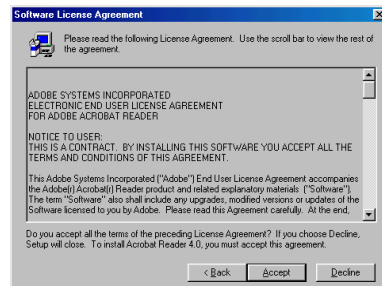 Software License Agreement
Please read the following License Agreement. Use the scroll bar to view the rest of
the agreement.
ADOBE SYSTEMS INCORPORATED
ELECTRONIC END USER LICENSE AGREEMENT
FOR ADOBE ACROBAT READER
NOTICE TO USER:
THIS IS A CONTRACT. BY INSTALLING THIS SOFTWARE YOU ACCEPT ALL THE
TERMS AND CONDITIONS OF THIS AGREEMENT.
This Adobe Systems Incorporated ("Adobe") End User License Agreement accompanies
the Adobe(r) Acrobat(r) Reader product and related explanatory materials ("Software").
The term "Software" also shall include any upgrades, modified versions or updates of the
Software licensed to you by Adobe. Please read this Agreement carefully. At the end,
Do you accept all the terms of the preceding License Agreement? If you choose Decline,
Setup will close. To install Acrobat Reader 4.0, you must accept this agreement.
< Back Accept Decline